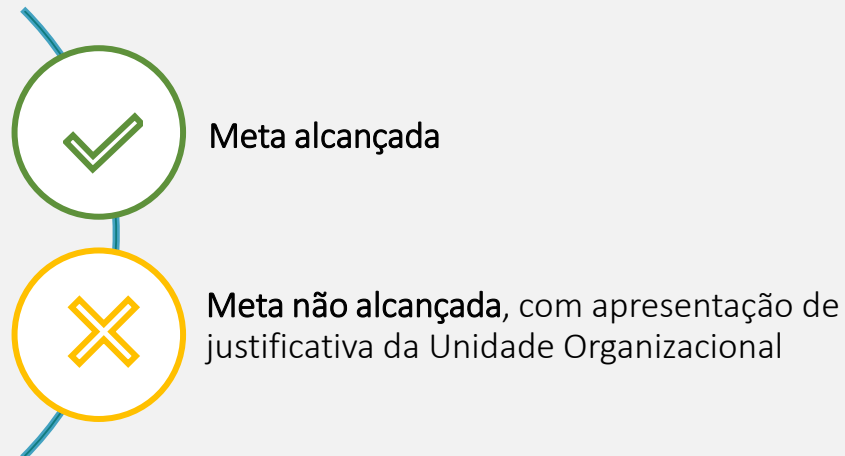 Meta alcançada
Meta não alcançada, com apresentação de
justificativa da Unidade Organizacional